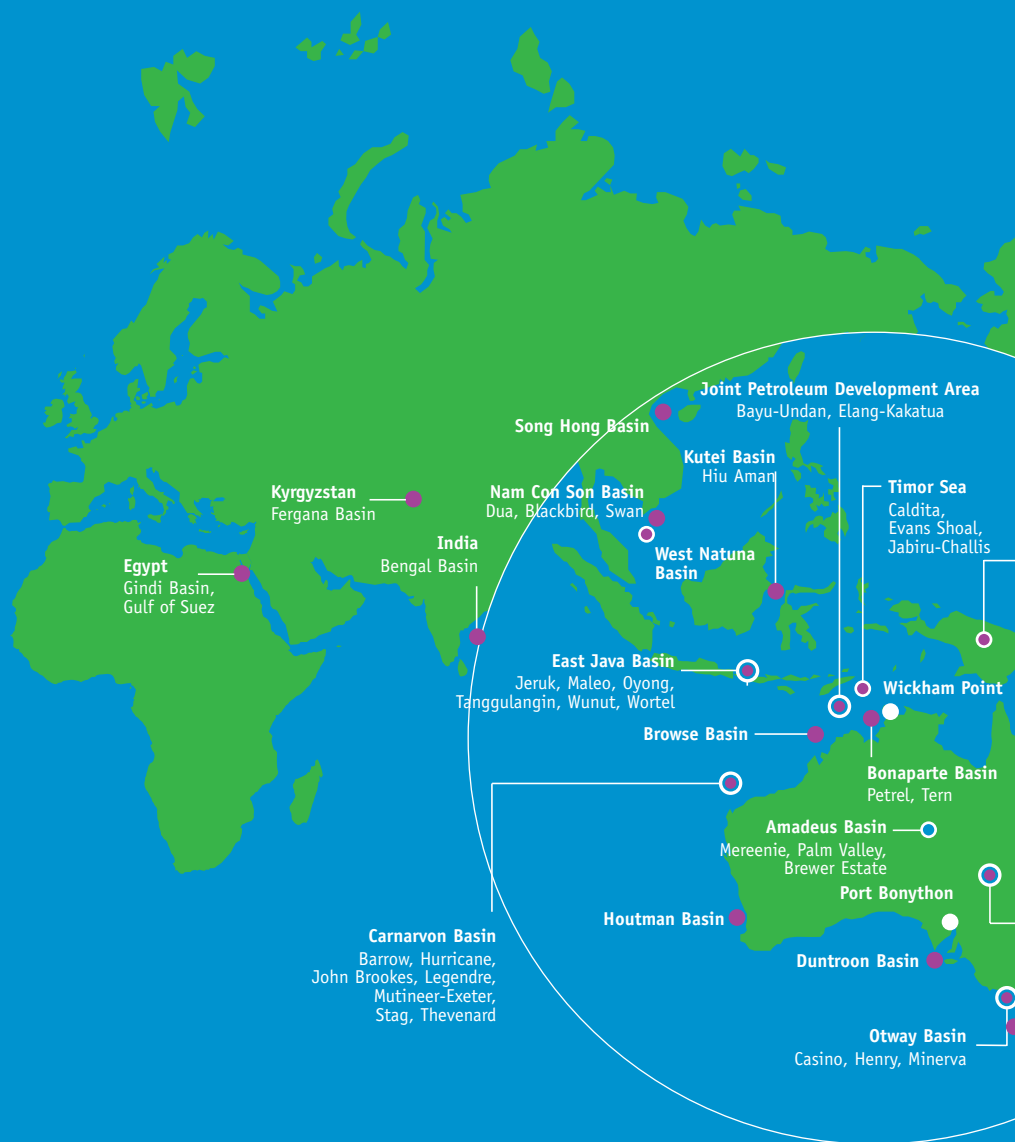 Joint Petroleum Development Area
Bayu-Undan, Elang-Kakatua
Song Hong Basin
Kutei Basin
Hiu Aman
Kyrgyzstan
Fergana Basin
Nam Con Son Basin
Dua, Blackbird, Swan
Timor Sea
Caldita,
Evans Shoal,
Jabiru-Challis
India
Bengal Basin
West Natuna
Basin
Egypt
Gindi Basin,
Gulf of Suez
East Java Basin
Jeruk, Maleo, Oyong,
Tanggulangin, Wunut, Wortel
Wickham Point
Browse Basin
Bonaparte Basin
Petrel, Tern
Amadeus Basin
Mereenie, Palm Valley,
Brewer Estate
Port Bonython
Houtman Basin
Carnarvon Basin
Barrow, Hurricane,
John Brookes, Legendre,
Mutineer-Exeter,
Stag, Thevenard
Duntroon Basin
Otway Basin
Casino, Henry, Minerva